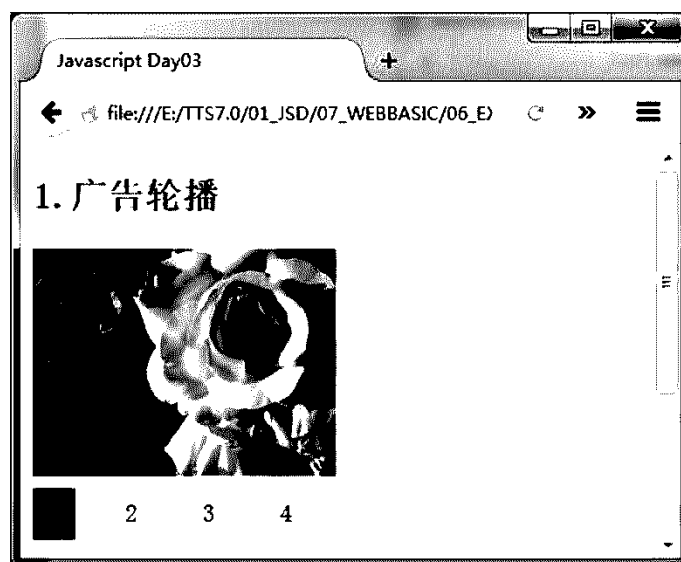 Javascript Day03
file:///E:/TTS7.0/01_JSD/07_WEBBASIC/06_E
1. 广告轮播
2 3 4